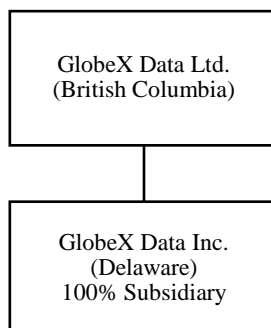 GlobeX Data Ltd.
(British Columbia)
GlobeX Data Inc.
(Delaware)
100% Subsidiary